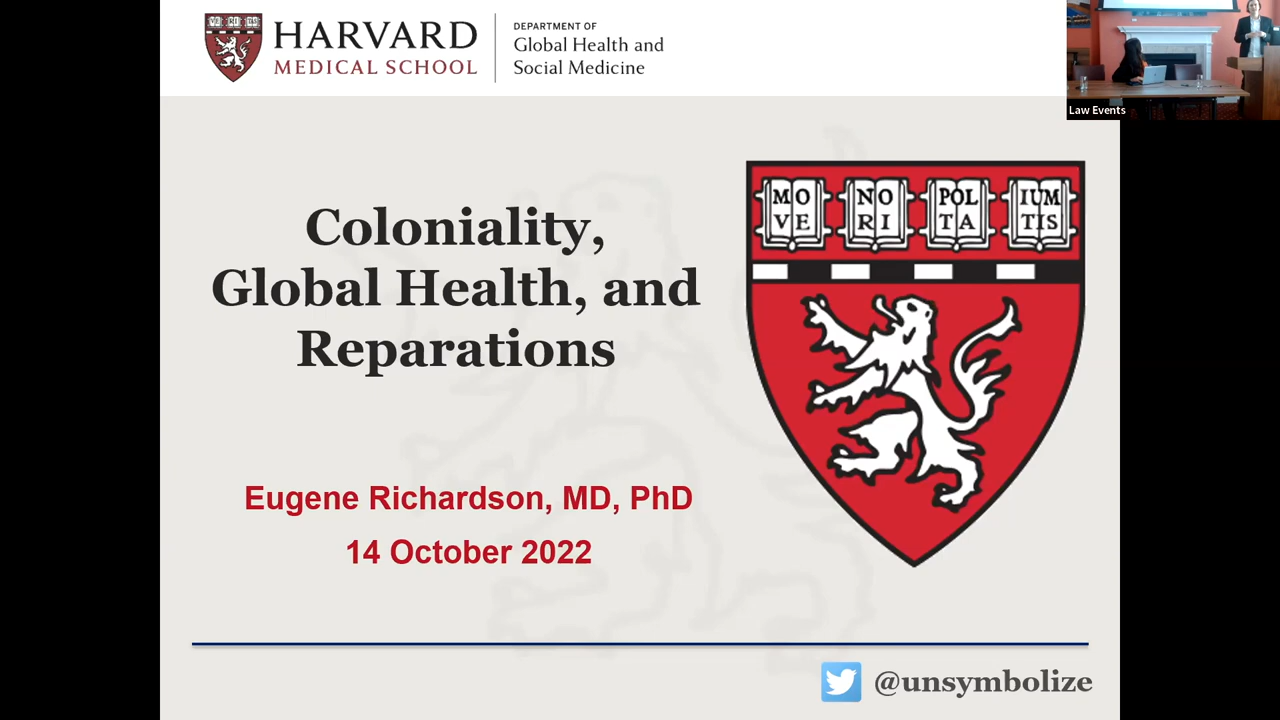 HARVARD
MEDICAL SCHOOL
DEPARTMENT OF
Global Health and
Social Medicine
Law Events
Coloniality,
Global Health, and
Reparations
MO
VE
NO
RI
POL
TA
IUM
TIS
Eugene Richardson, MD, PhD
14 October 2022
@unsymbolize